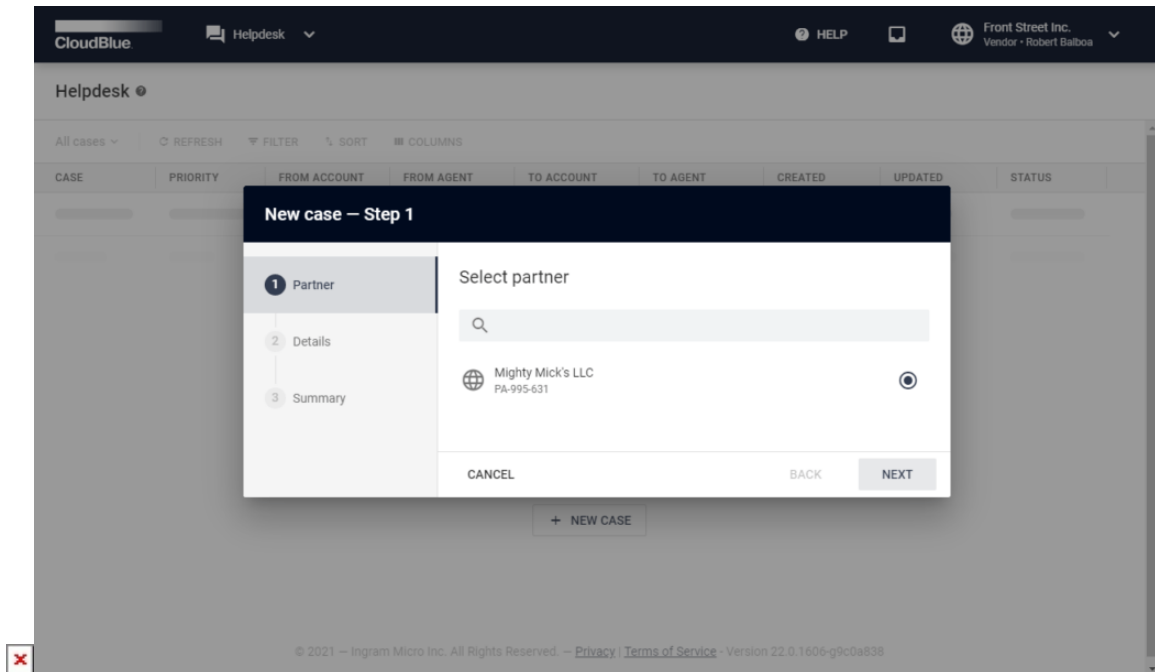 CloudBlue
Helpdesk
HELP
Front Street Inc.
Vendor • Robert Balboa
Helpdesk
All cases
REFRESH
FILTER
SORT
COLUMNS
CASE PRIORITY FROM ACCOUNT FROM AGENT TO ACCOUNT TO AGENT CREATED UPDATED STATUS
New case — Step 1
1 Partner
2 Details
3 Summary
Select partner
Mighty Mick's LLC
PA-995-631
CANCEL BACK NEXT
+ NEW CASE
© 2021 — Ingram Micro Inc. All Rights Reserved. — Privacy | Terms of Service - Version 22.0.1606-g9c0a838